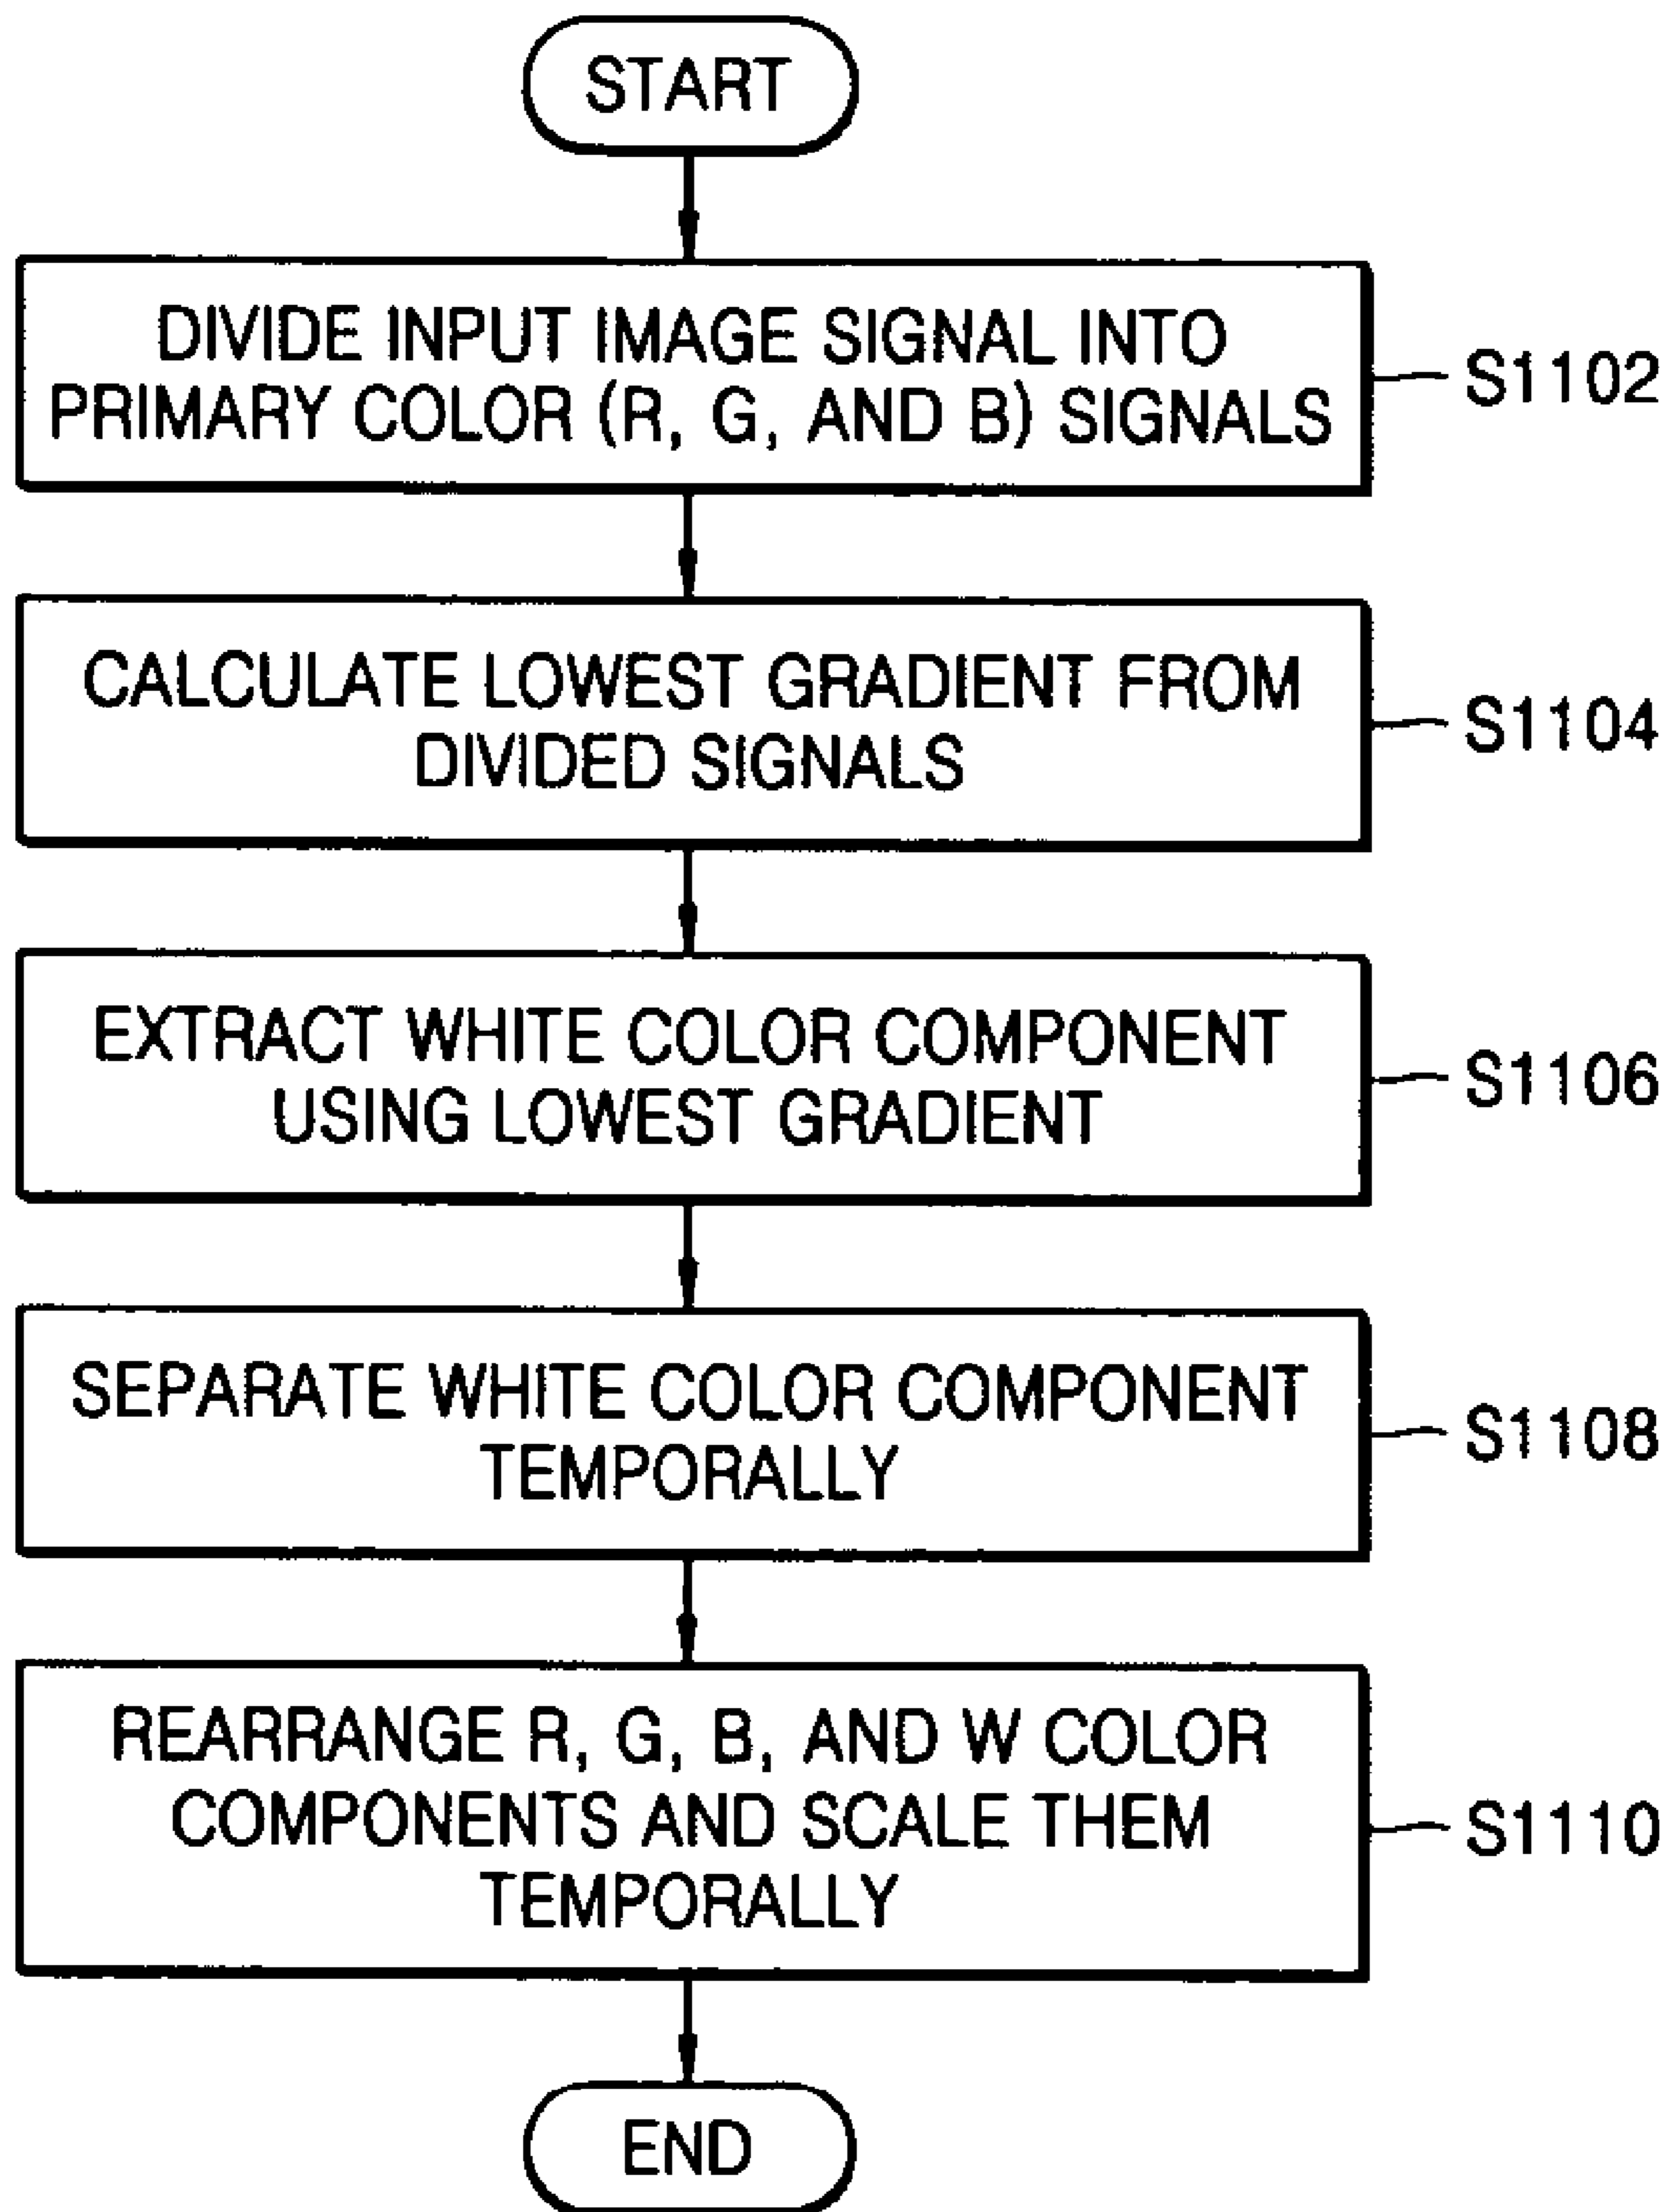 START
DIVIDE INPUT IMAGE SIGNAL INTO
PRIMARY COLOR (R, G, AND B) SIGNALS
S1102
CALCULATE LOWEST GRADIENT FROM
DIVIDED SIGNALS
S1104
EXTRACT WHITE COLOR COMPONENT
USING LOWEST GRADIENT
S1106
SEPARATE WHITE COLOR COMPONENT
TEMPORALLY
S1108
REARRANGE R, G, B, AND W COLOR
COMPONENTS AND SCALE THEM
TEMPORALLY
S1110
END